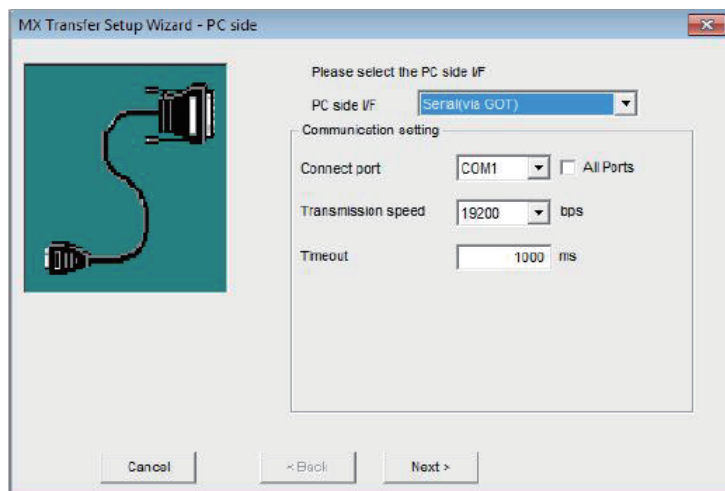 MX Transfer Setup Wizard - PC side
Please select the PC side I/F
PC side I/F Serial(via GOT)
Communication setting
Connect port COM1 All Ports
Transmission speed 19200 bps
Timeout 1000 ms
Cancel < Back Next >